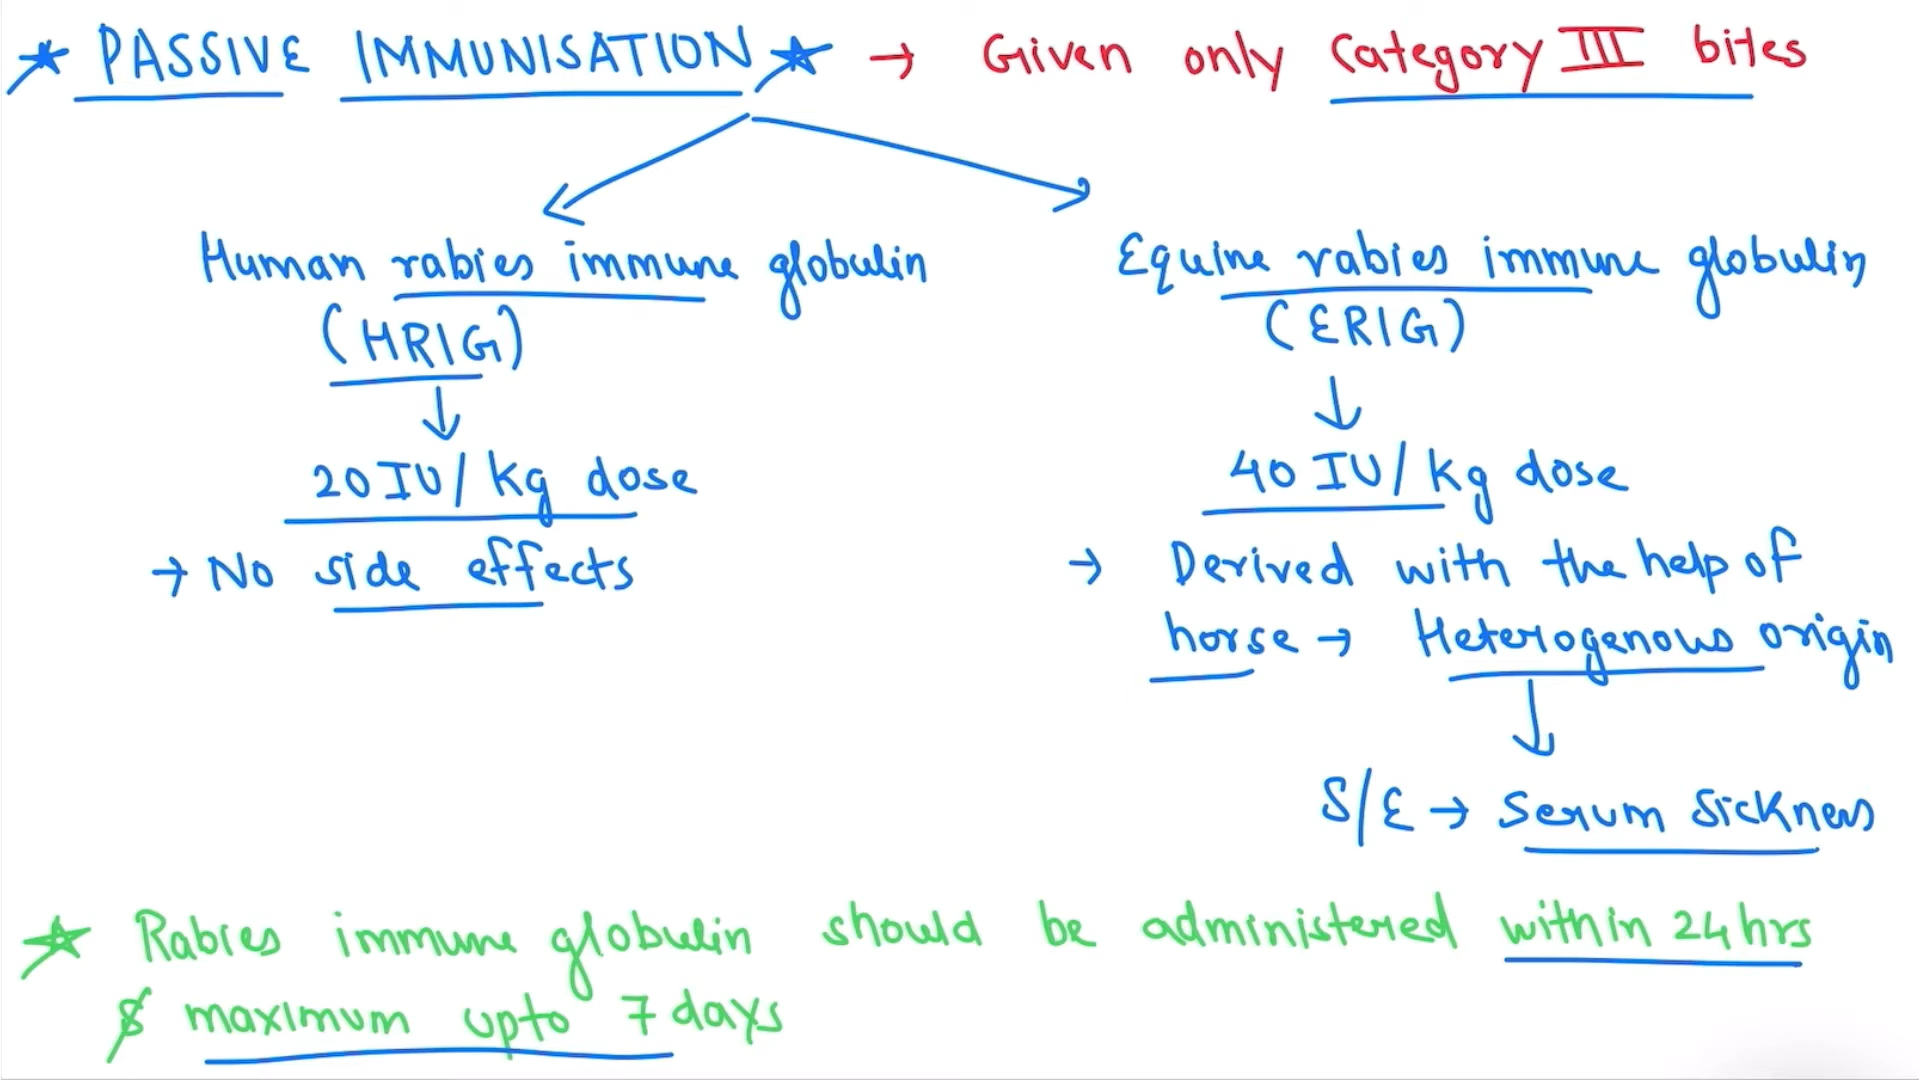 ★ PASSIVE IMMUNISATION ★ → Given only Category III bites
Human rabies immune globulin
(HRIG)
↓
20 IU/kg dose
→ No side effects
Equine rabies immune globulin
(ERIG)
↓
40 IU/kg dose
→ Derived with the help of
horse → Heterogenous origin
↓
S/E → Serum Sickness
★ Rabies immune globulin should be administered within 24 hrs
& maximum upto 7 days